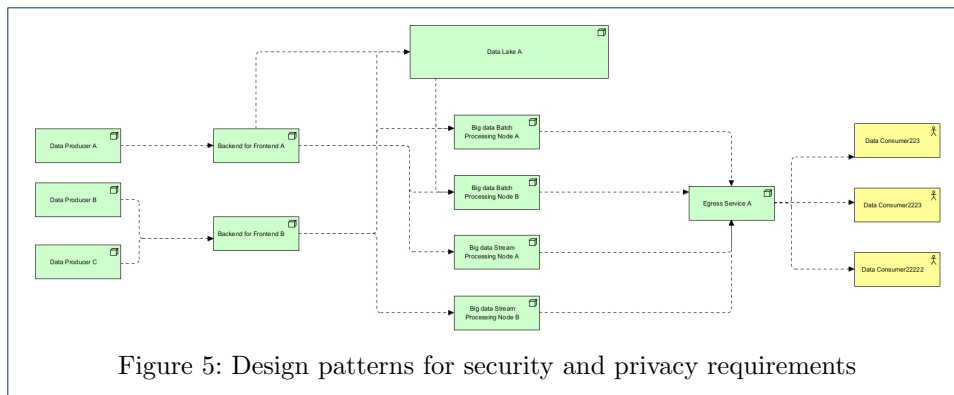 Data Lake A
Data Producer A
Backend for Frontend A
Big data Batch
Processing Node A
Data Consumer223
Data Producer B
Big data Batch
Processing Node B
Egress Service A
Data Consumer2223
Backend for Frontend B
Data Producer C
Big data Stream
Processing Node A
Data Consumer22222
Big data Stream
Processing Node B
Figure 5: Design patterns for security and privacy requirements